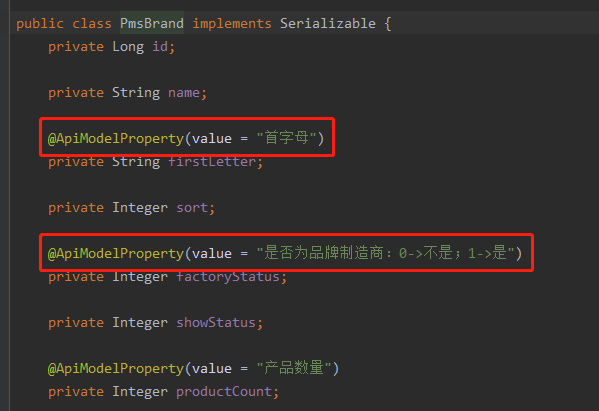 public class PmsBrand implements Serializable {
private Long id;
private String name;
@ApiModelProperty(value = "首字母")
private String firstLetter;
private Integer sort;
@ApiModelProperty(value = "是否为品牌制造商：0->不是；1->是")
private Integer factoryStatus;
private Integer showStatus;
@ApiModelProperty(value = "产品数量")
private Integer productCount;